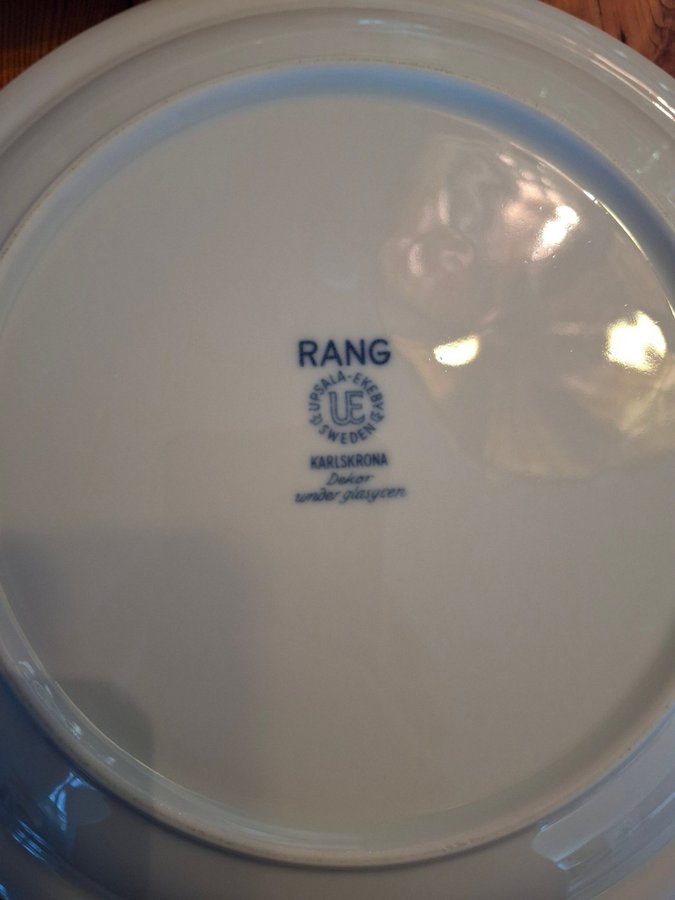 RANG
UPSALA-EKEBY
UE
SWEDEN
KARLSKRONA
Dekor
under glasyren